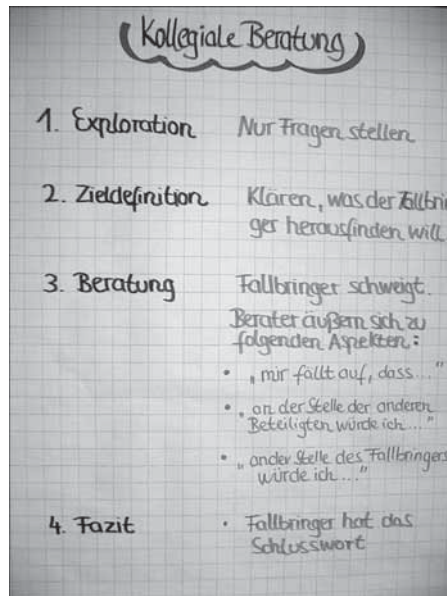 Kollegiale Beratung
1. Exploration Nur Fragen stellen
2. Zieldefinition Klären, was der Fallbrin
ger herausfinden will
3. Beratung Fallbringer schweigt.
Berater äußern sich zu
folgenden Aspekten:
• „mir fällt auf, dass..."
• „an der Stelle der anderen
Beteiligten würde ich..."
• „an der Stelle des Fallbringers
würde ich..."
4. Fazit • Fallbringer hat das
Schlusswort